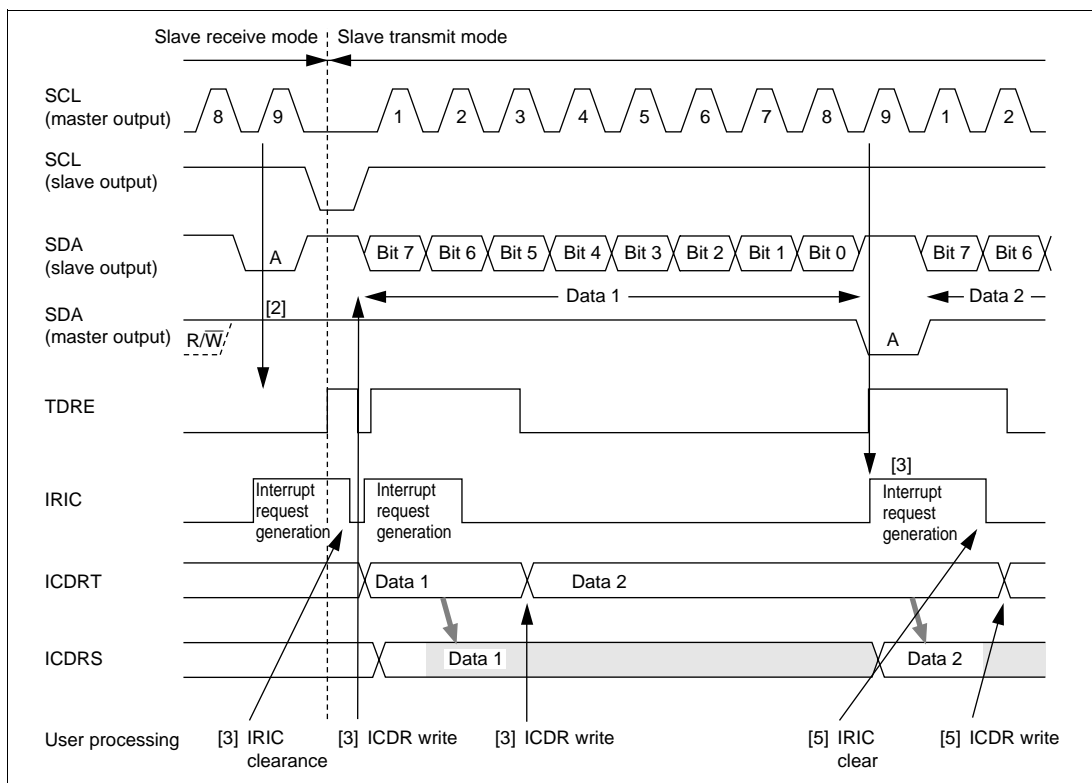 Slave receive mode Slave transmit mode
SCL
(master output)
8 9 1 2 3 4 5 6 7 8 9 1 2
SCL
(slave output)
SDA
(slave output)
A Bit 7 Bit 6 Bit 5 Bit 4 Bit 3 Bit 2 Bit 1 Bit 0 Bit 7 Bit 6
Data 1 Data 2
SDA
(master output)
[2]
R/W A
TDRE
[3]
IRIC
Interrupt
request
generation
Interrupt
request
generation
Interrupt
request
generation
ICDRT
Data 1 Data 2
ICDRS
Data 1 Data 2
User processing
[3] IRIC
clearance
[3] ICDR write
[3] ICDR write
[5] IRIC
clear
[5] ICDR write